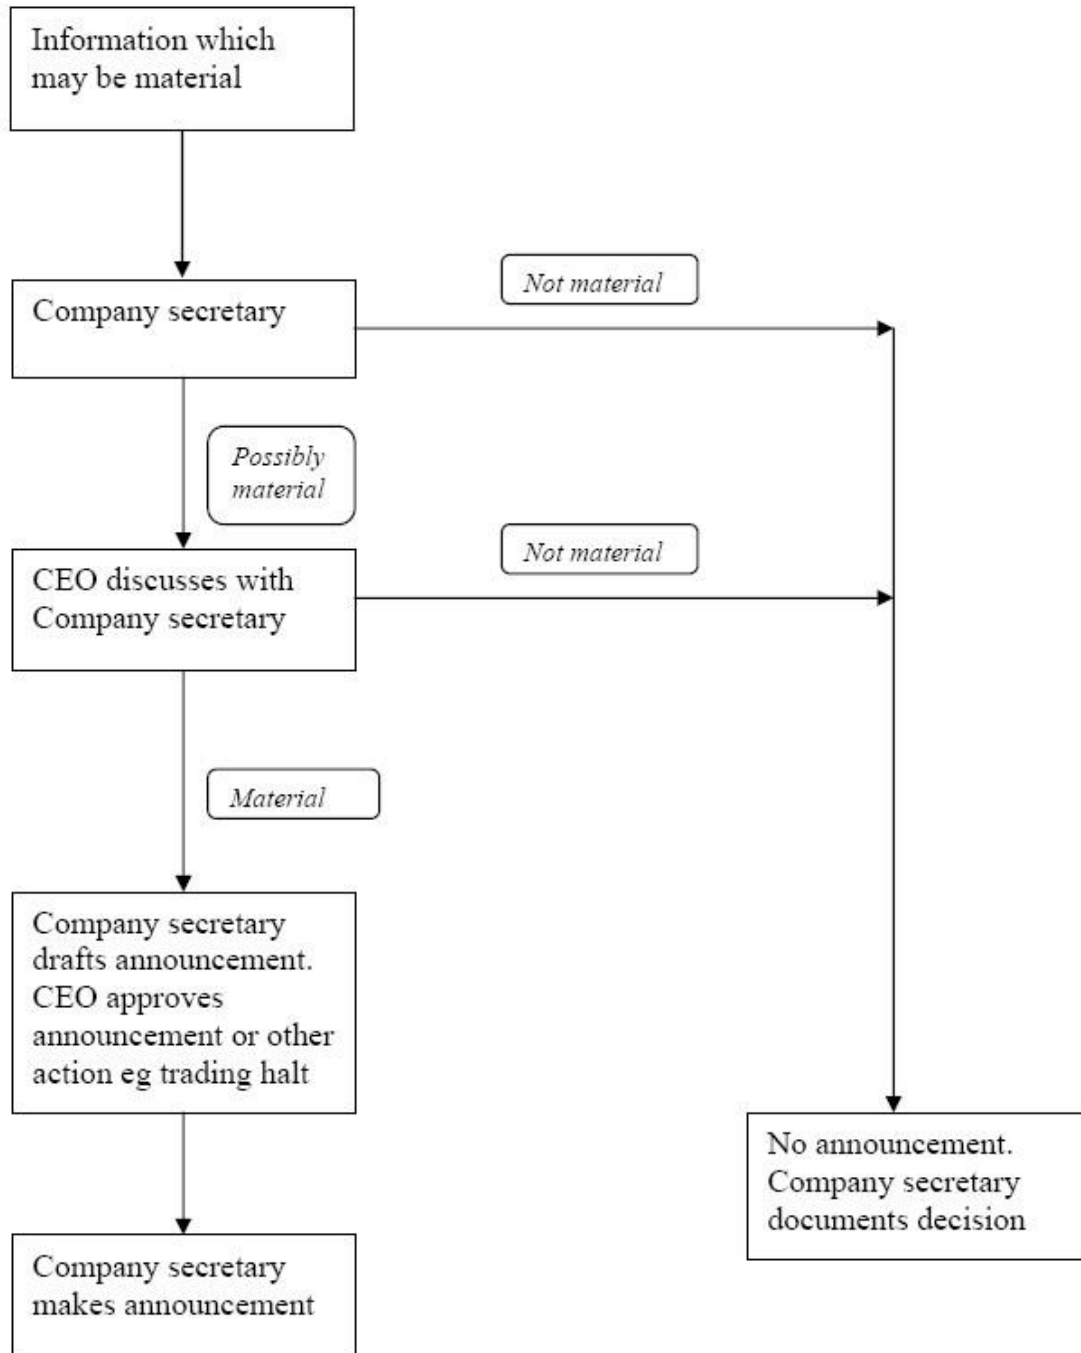 Information which
may be material
Company secretary
Not material
Possibly
material
CEO discusses with
Company secretary
Not material
Material
Company secretary
drafts announcement.
CEO approves
announcement or other
action eg trading halt
No announcement.
Company secretary
documents decision
Company secretary
makes announcement